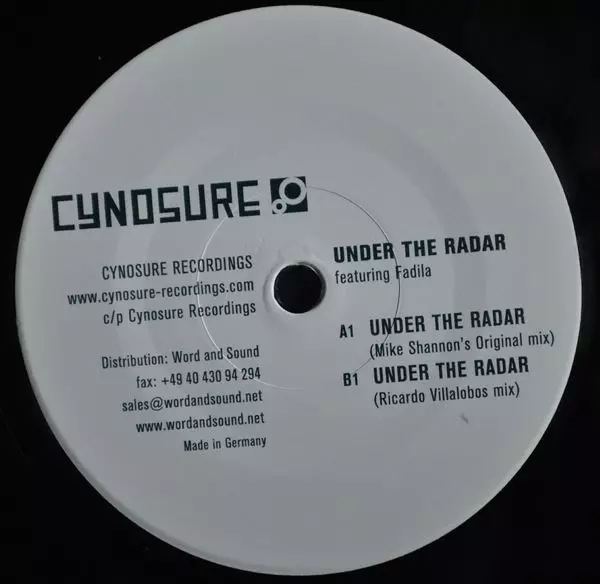 CYNOSURE
CYNOSURE RECORDINGS
www.cynosure-recordings.com
c/p Cynosure Recordings
Distribution: Word and Sound
fax: +49 40 430 94 294
sales@wordandsound.net
www.wordandsound.net
Made in Germany
UNDER THE RADAR
featuring Fadila
A1 UNDER THE RADAR
(Mike Shannon's Original mix)
B1 UNDER THE RADAR
(Ricardo Villalobos mix)